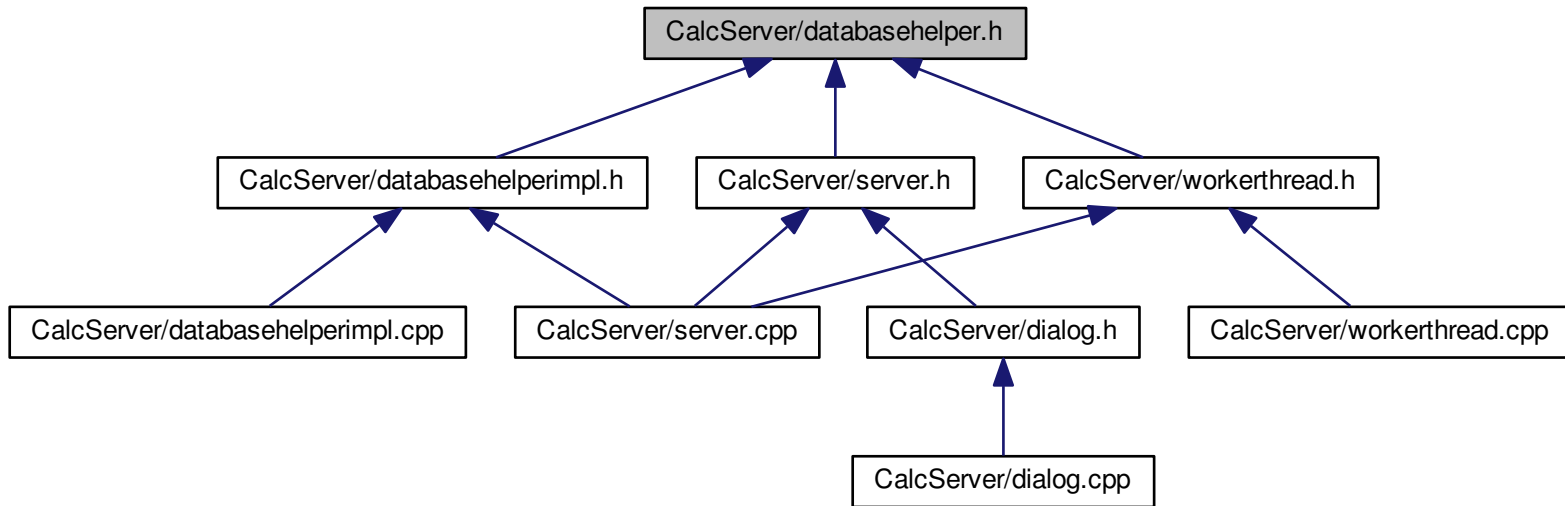 CalcServer/databasehelper.h
CalcServer/databasehelperimpl.h
CalcServer/server.h
CalcServer/workerthread.h
CalcServer/databasehelperimpl.cpp
CalcServer/server.cpp
CalcServer/dialog.h
CalcServer/workerthread.cpp
CalcServer/dialog.cpp